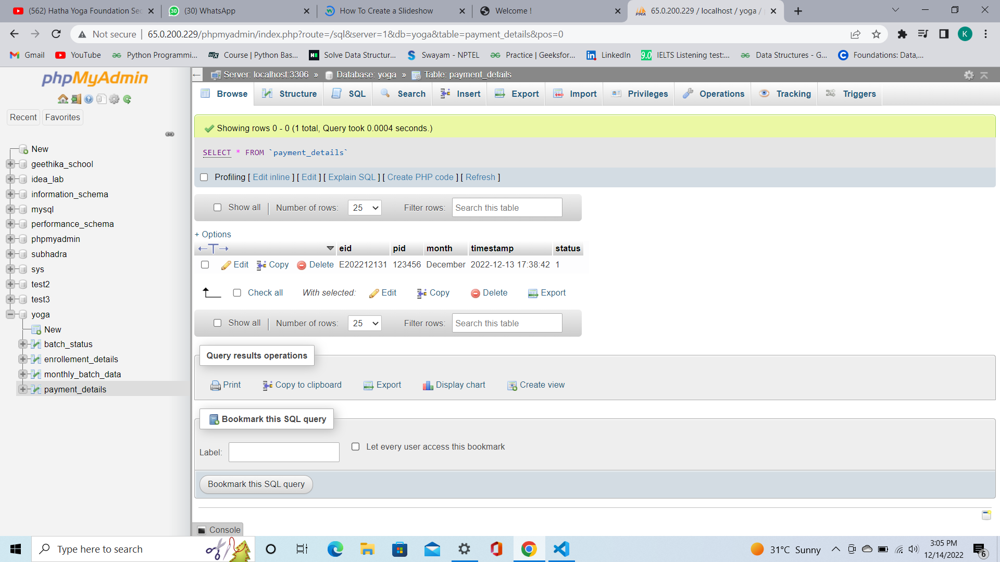 (562) Hatha Yoga Foundation Sec
(30) WhatsApp
How To Create a Slideshow
Welcome !
65.0.200.229 / localhost / yoga /
Not secure
65.0.200.229/phpmyadmin/index.php?route=/sql&server=1&db=yoga&table=payment_details&pos=0
K
Gmail
YouTube
Python Programmi...
Course | Python Bas...
Solve Data Structur...
Swayam - NPTEL
Practice | Geeksfor...
LinkedIn
9.0 IELTS Listening test:...
Data Structures - G...
Foundations: Data,...
phpMyAdmin
Recent
Favorites
New
geethika_school
idea_lab
information_schema
mysql
performance_schema
phpmyadmin
subhadra
sys
test2
test3
yoga
New
batch_status
enrollement_details
monthly_batch_data
payment_details
Server: localhost:3306 » Database: yoga » Table: payment_details
Browse Structure SQL Search Insert Export Import Privileges Operations Tracking Triggers
Showing rows 0 - 0 (1 total, Query took 0.0004 seconds.)
SELECT * FROM `payment_details`
Profiling [ Edit inline ] [ Edit ] [ Explain SQL ] [ Create PHP code ] [ Refresh ]
Show all Number of rows: 25 Filter rows: Search this table
+ Options
←T→ eid pid month timestamp status
Edit Copy Delete E202212131 123456 December 2022-12-13 17:38:42 1
Check all With selected: Edit Copy Delete Export
Show all Number of rows: 25 Filter rows: Search this table
Query results operations
Print Copy to clipboard Export Display chart Create view
Bookmark this SQL query
Label: Let every user access this bookmark
Bookmark this SQL query
Console
Type here to search
31°C Sunny
3:05 PM
12/14/2022
6